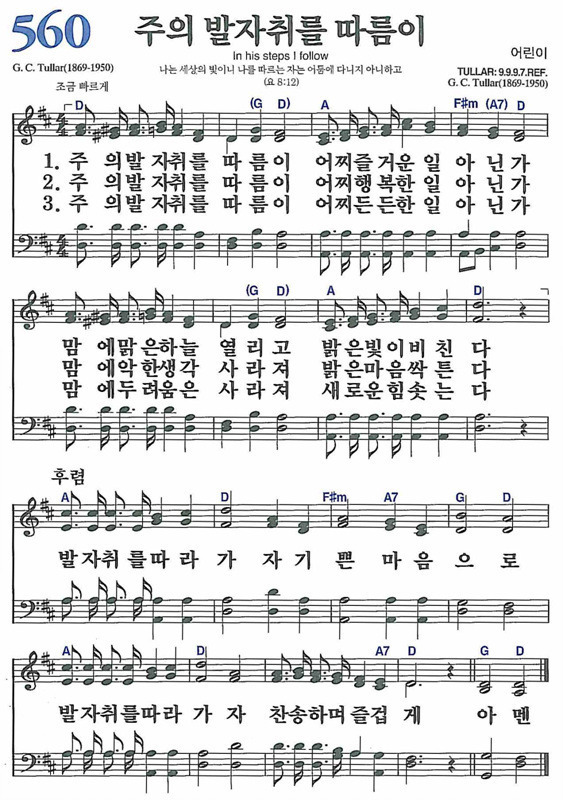 560 주의 발자취를 따름이
In his steps I follow
어린이
G. C. Tullar(1869-1950)
나는 세상의 빛이니 나를 따르는 자는 어둠에 다니지 아니하고
(요 8:12)
TULLAR: 9.9.9.7.REF.
G. C. Tullar(1869-1950)
조금 빠르게
D (G D) A F#m (A7) D
1. 주 의발 자취를 따 름이 어찌즐 거운 일 아 닌가
2. 주 의발 자취를 따 름이 어찌행 복한 일 아 닌가
3. 주 의발 자취를 따 름이 어찌든 든한 일 아 닌가
(G D) A D
맘 에맑 은하늘 열 리 고 밝 은빛 이비 친 다
맘 에악 한생각 사 라 져 밝 은마 음싹 튼 다
맘 에두 려움은 사 라 져 새 로운 힘솟 는 다
후렴
A D F#m A7 G D
발 자취 를따 라 가 자 기 쁜 마 음 으 로
A D A7 D G D
발 자취를따라 가 자 찬송하며 즐겁 게 아 멘